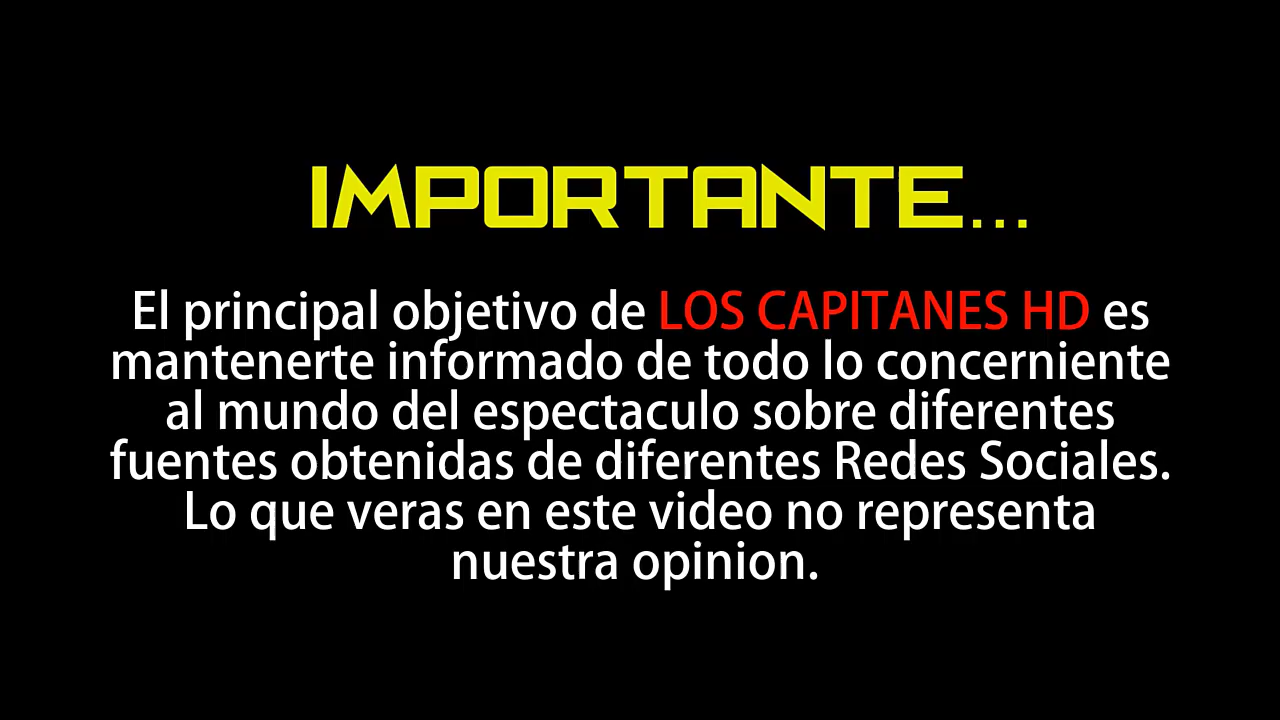 IMPORTANTE...
El principal objetivo de LOS CAPITANES HD es
mantenerte informado de todo lo concerniente
al mundo del espectaculo sobre diferentes
fuentes obtenidas de diferentes Redes Sociales.
Lo que veras en este video no representa
nuestra opinion.